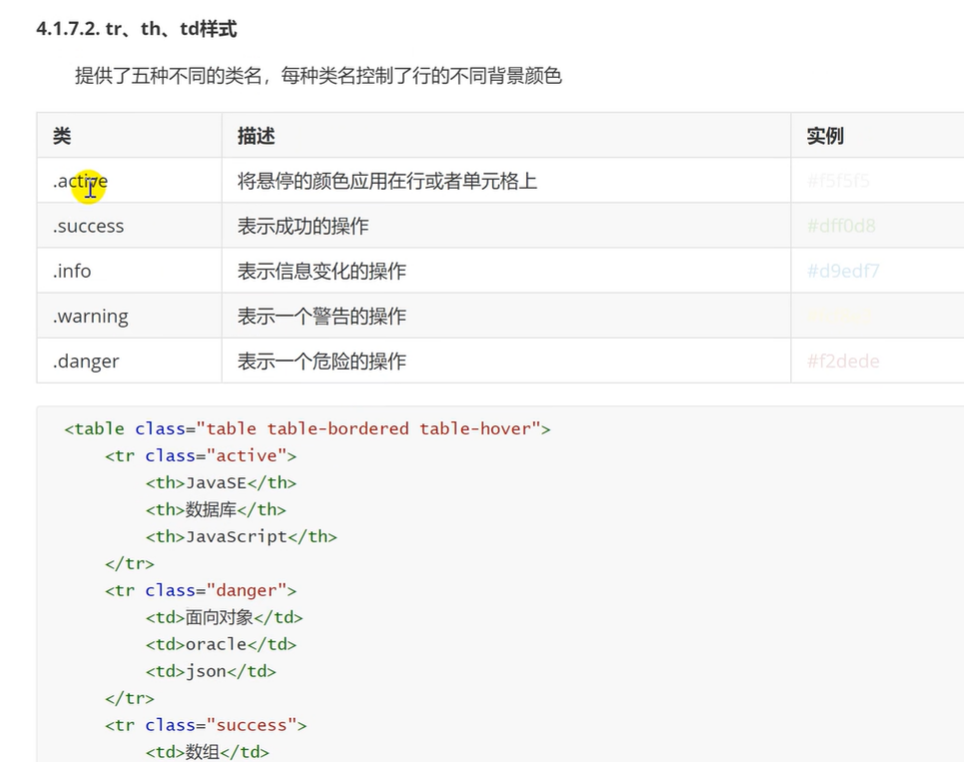 4.1.7.2. tr、th、td样式
提供了五种不同的类名，每种类名控制了行的不同背景颜色
类 描述 实例
.active 将悬停的颜色应用在行或者单元格上 #f5f5f5
.success 表示成功的操作 #dff0d8
.info 表示信息变化的操作 #d9edf7
.warning 表示一个警告的操作
.danger 表示一个危险的操作 #f2dede
<table class="table table-bordered table-hover">
<tr class="active">
<th>JavaSE</th>
<th>数据库</th>
<th>JavaScript</th>
</tr>
<tr class="danger">
<td>面向对象</td>
<td>oracle</td>
<td>json</td>
</tr>
<tr class="success">
<td>数组</td>